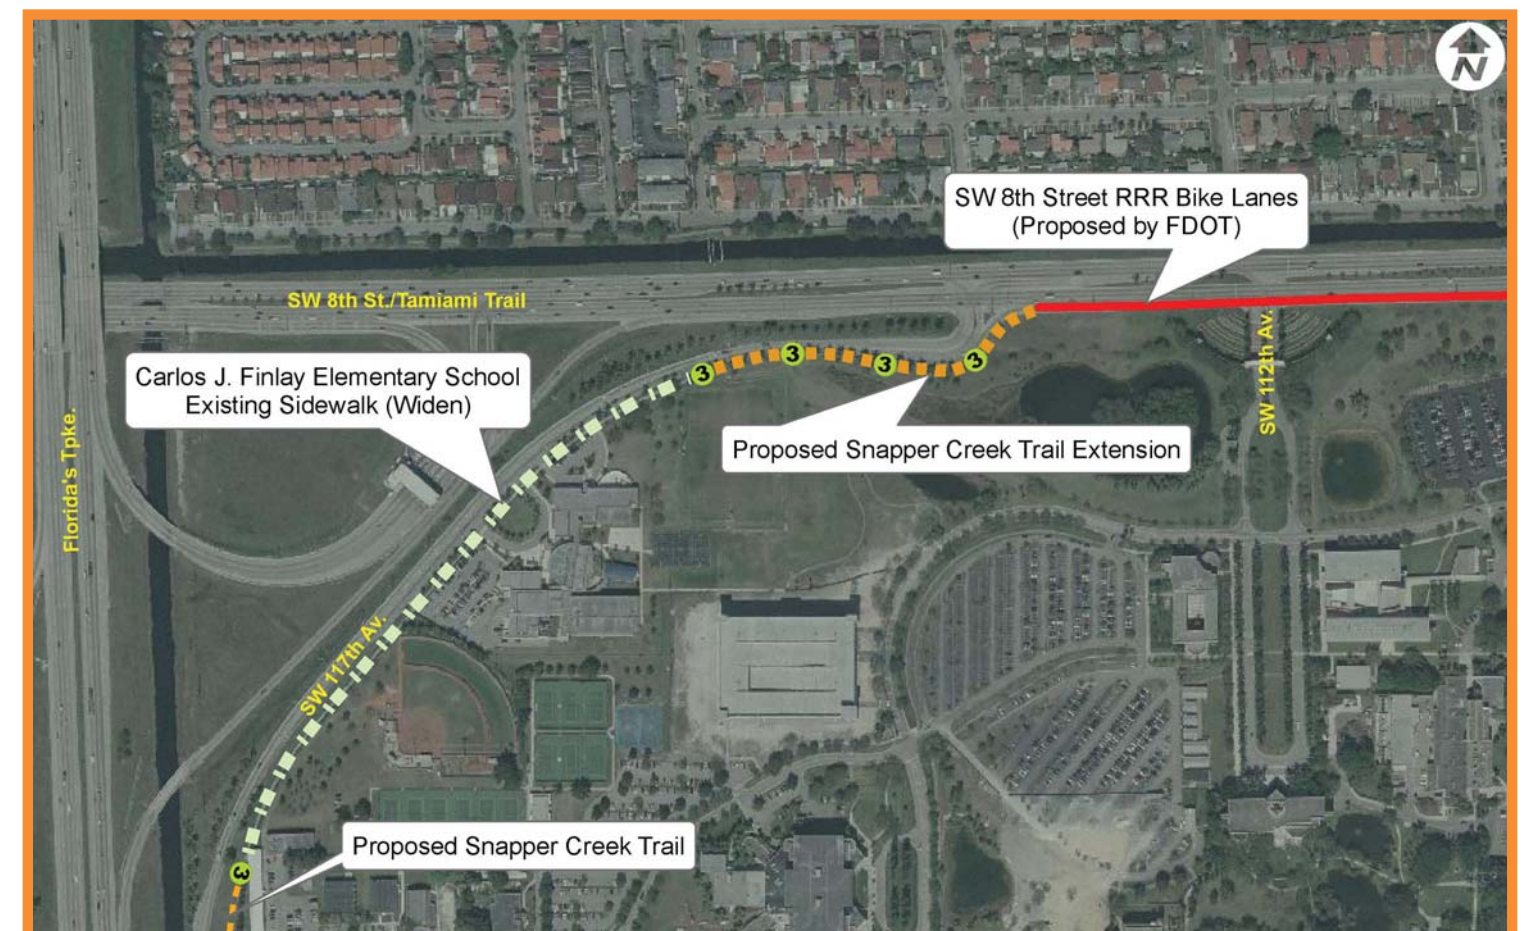 N
SW 8th Street RRR Bike Lanes
(Proposed by FDOT)
SW 8th St./Tamiami Trail
SW 112th Av.
3
3
3
3
Carlos J. Finlay Elementary School
Existing Sidewalk (Widen)
Proposed Snapper Creek Trail Extension
Florida's Tpke.
SW 117th Av.
Proposed Snapper Creek Trail
3